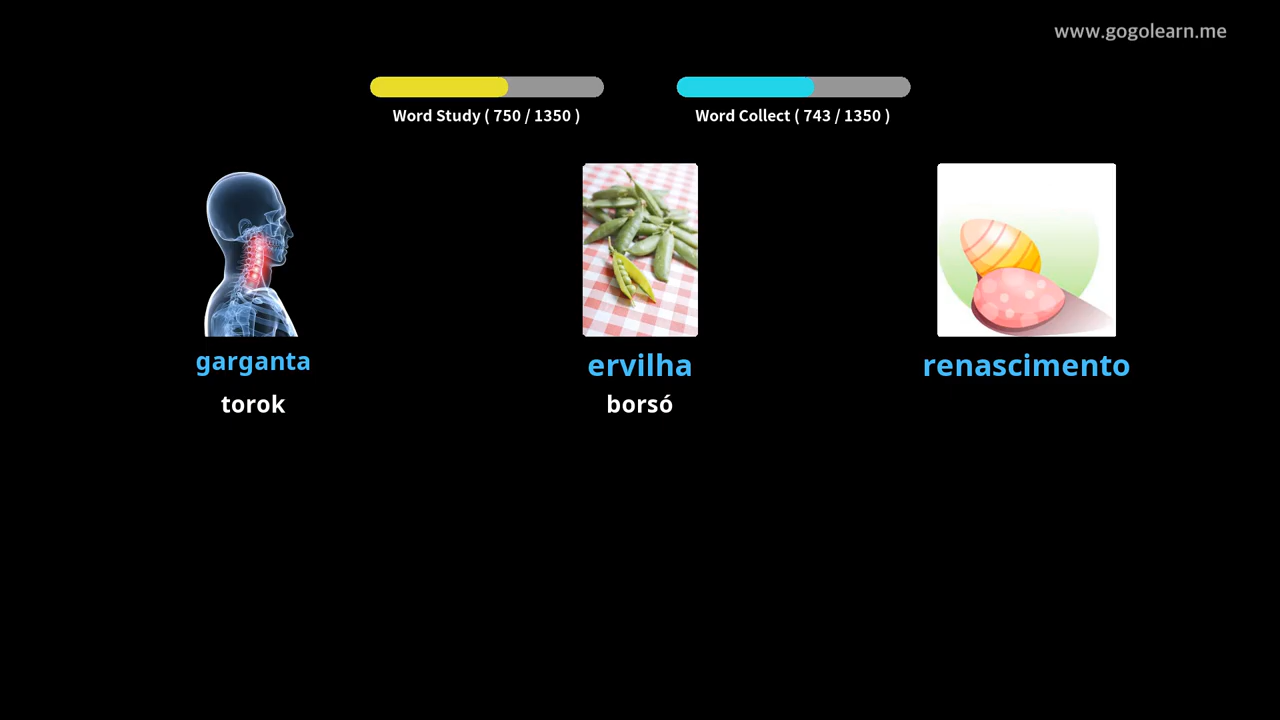 www.gogolearn.me
Word Study ( 750 / 1350 )
Word Collect ( 743 / 1350 )
garganta
torok
ervilha
borsó
renascimento